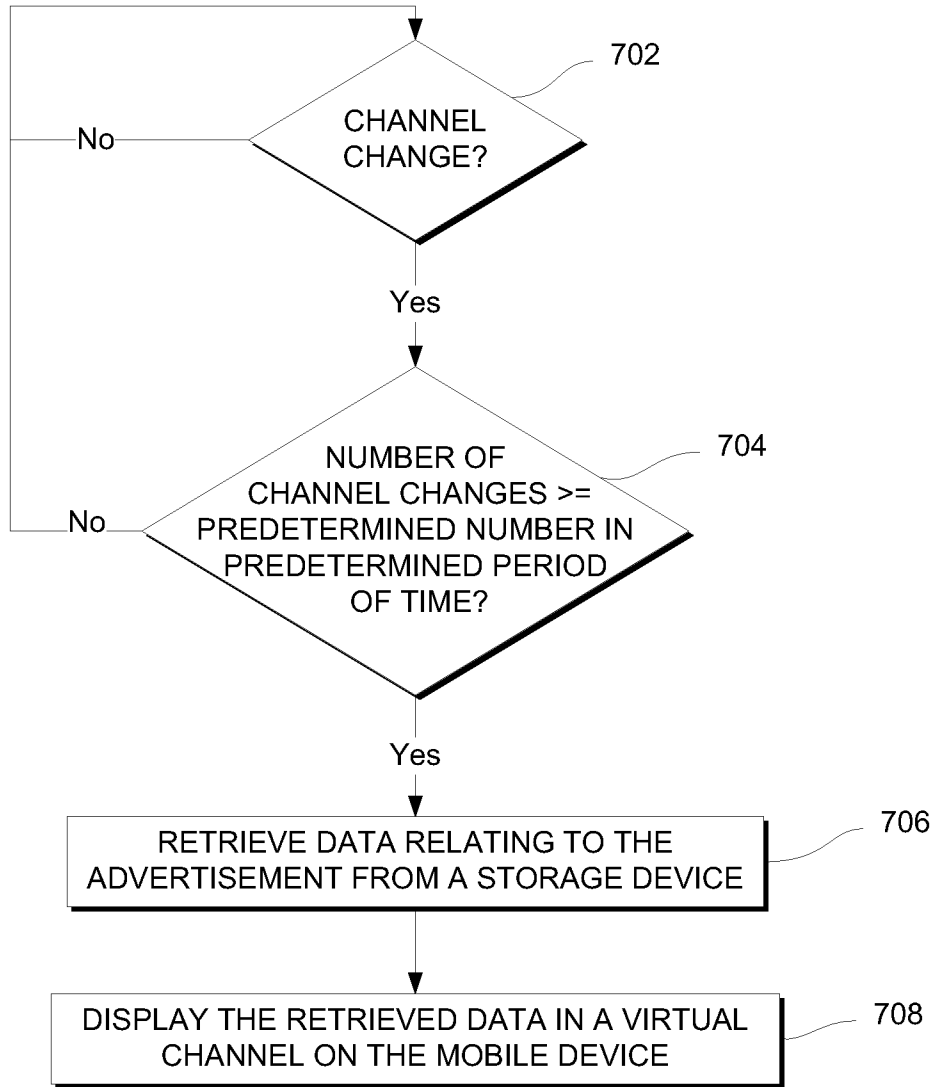 702
CHANNEL
CHANGE?
No
Yes
704
NUMBER OF
CHANNEL CHANGES >=
PREDETERMINED NUMBER IN
PREDETERMINED PERIOD
OF TIME?
No
Yes
706
RETRIEVE DATA RELATING TO THE
ADVERTISEMENT FROM A STORAGE DEVICE
708
DISPLAY THE RETRIEVED DATA IN A VIRTUAL
CHANNEL ON THE MOBILE DEVICE